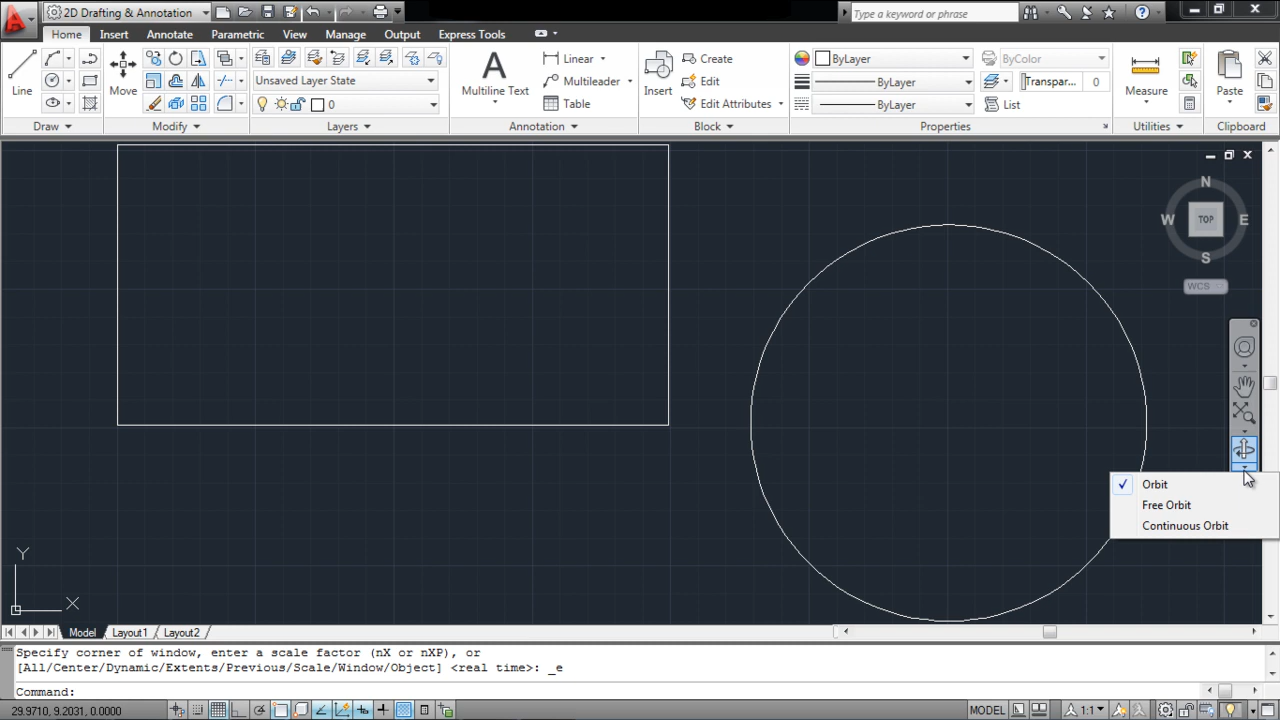 2D Drafting & Annotation
Type a keyword or phrase
Home Insert Annotate Parametric View Manage Output Express Tools
Line
Move
Unsaved Layer State
0
Multiline Text
Linear
Multileader
Table
Insert
Create
Edit
Edit Attributes
ByLayer
ByLayer
ByLayer
ByColor
Transpar... 0
List
Measure
Paste
Draw Modify Layers Annotation Block Properties Utilities Clipboard
N
W TOP E
S
WCS
Orbit
Free Orbit
Continuous Orbit
Y
X
Model Layout1 Layout2
Specify corner of window, enter a scale factor (nX or nXP), or
[All/Center/Dynamic/Extents/Previous/Scale/Window/Object] <real time>: _e
Command:
29.9710, 9.2031, 0.0000
MODEL
1:1